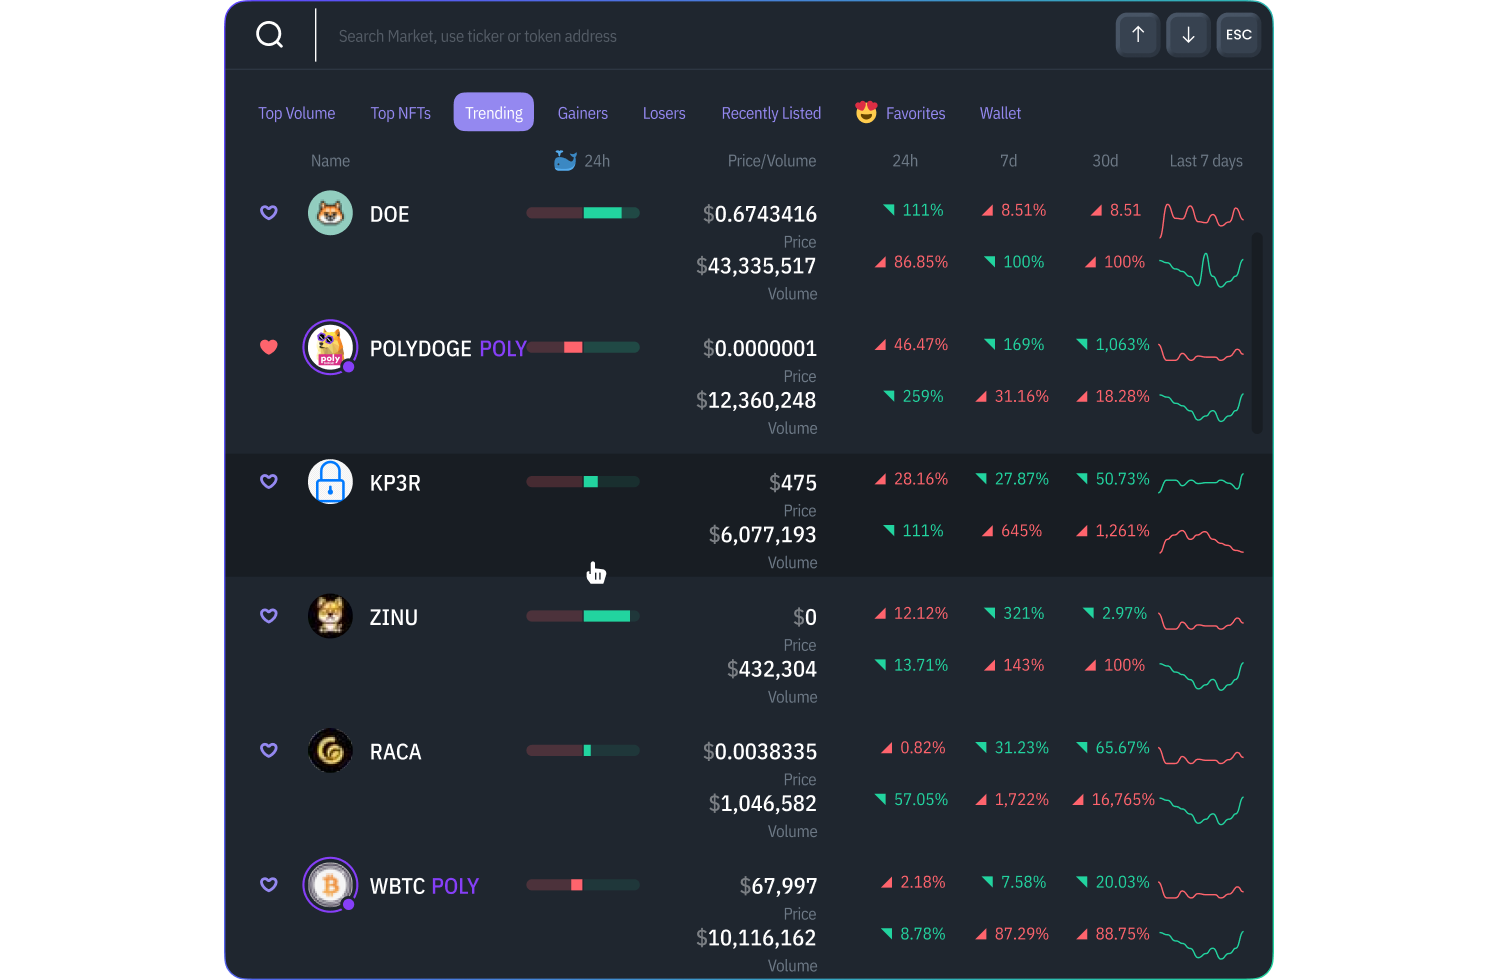 Search Market, use ticker or token address ESC
Top Volume Top NFTs Trending Gainers Losers Recently Listed Favorites Wallet
Name 24h Price/Volume 24h 7d 30d Last 7 days
DOE $0.6743416 111% 8.51% 8.51
Price
$43,335,517 86.85% 100% 100%
Volume
poly
POLYDOGE POLY $0.0000001 46.47% 169% 1,063%
Price
$12,360,248 259% 31.16% 18.28%
Volume
KP3R $475 28.16% 27.87% 50.73%
Price
$6,077,193 111% 645% 1,261%
Volume
ZINU $0 12.12% 321% 2.97%
Price
$432,304 13.71% 143% 100%
Volume
RACA $0.0038335 0.82% 31.23% 65.67%
Price
$1,046,582 57.05% 1,722% 16,765%
Volume
WBTC POLY $67,997 2.18% 7.58% 20.03%
Price
$10,116,162 8.78% 87.29% 88.75%
Volume